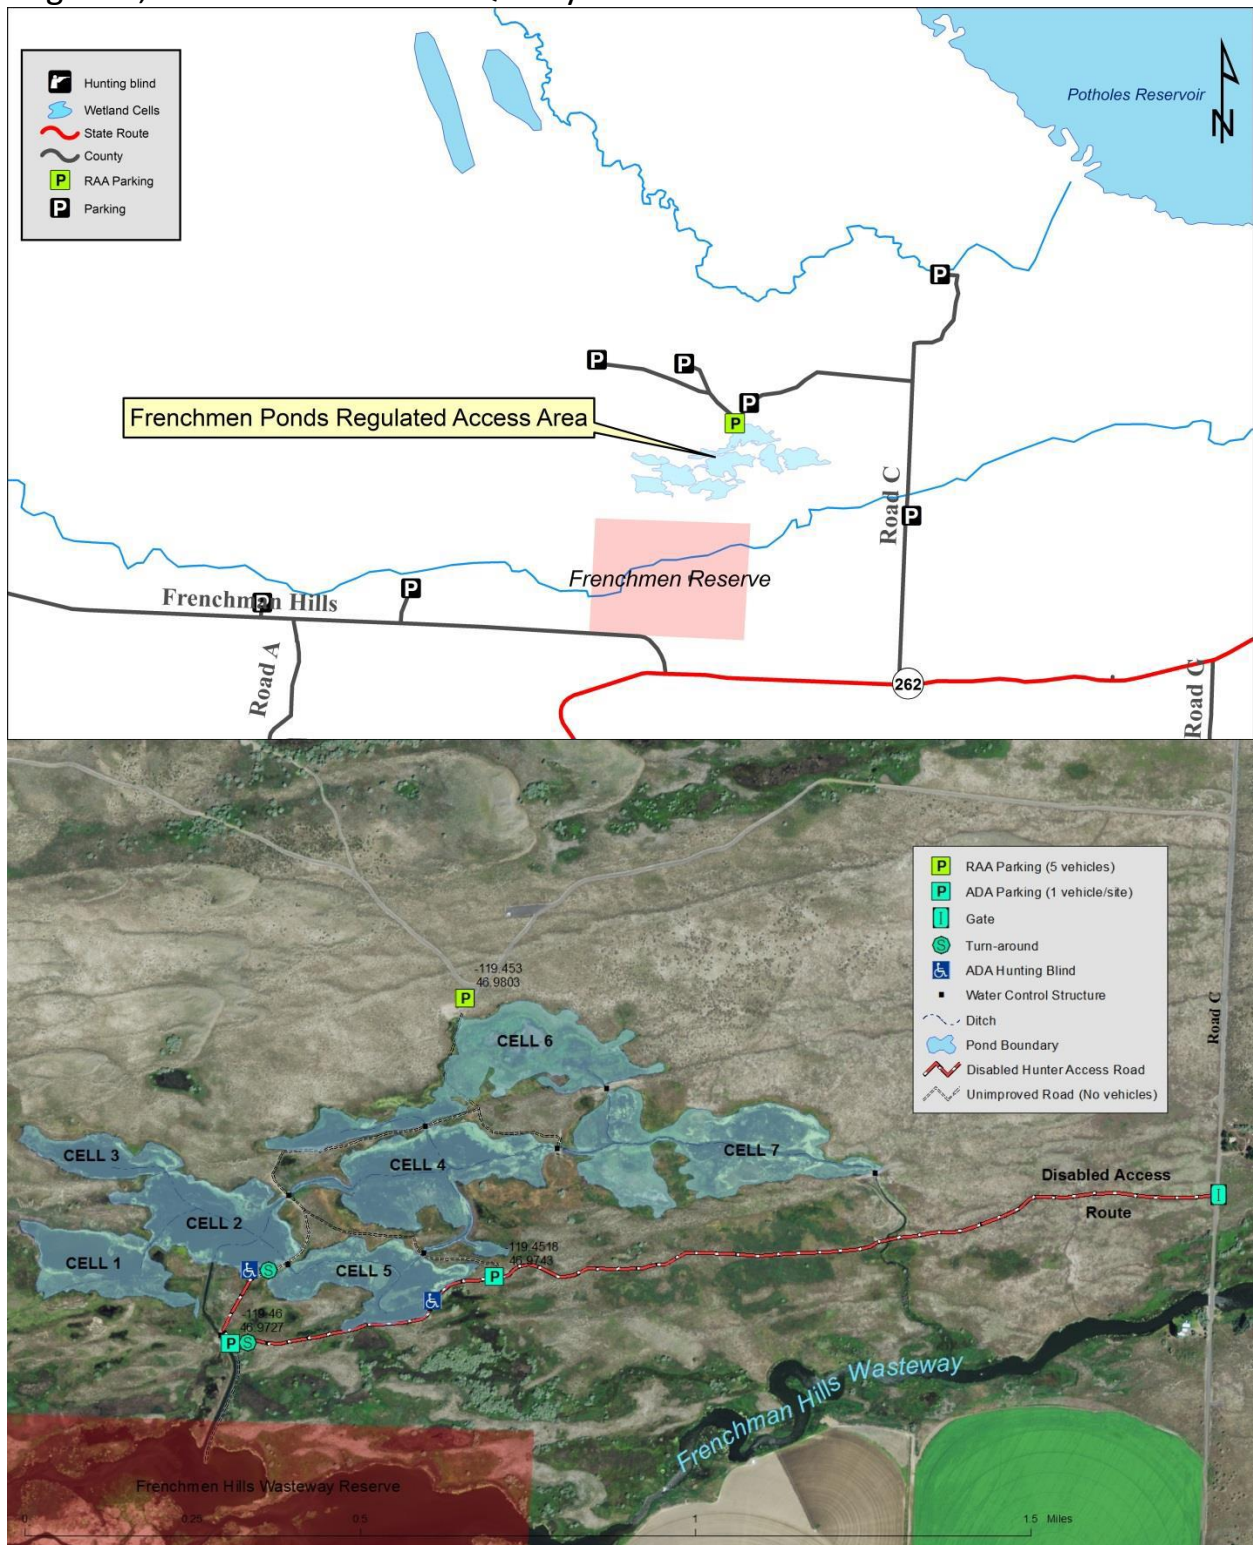 Hunting blind
Wetland Cells
State Route
County
P RAA Parking
P Parking
Potholes Reservoir
N
P
P
P
P
P
Frenchmen Ponds Regulated Access Area
Road C
P
Frenchmen Reserve
P
P
Frenchman Hills
Road A
262
Road C
P RAA Parking (5 vehicles)
P ADA Parking (1 vehicle/site)
I Gate
S Turn-around
ADA Hunting Blind
Water Control Structure
Ditch
Pond Boundary
Disabled Hunter Access Road
Unimproved Road (No vehicles)
Road C
-119.453
46.9803
P
CELL 6
CELL 3
CELL 4
CELL 7
Disabled Access
Route
I
CELL 2
CELL 1
CELL 5
-119.4516
46.9743
P
S
-119.46
46.9727
P S
Frenchman Hills Wasteway
Frenchmen Hills Wasteway Reserve
0 0.25 0.5 1 1.5 Miles